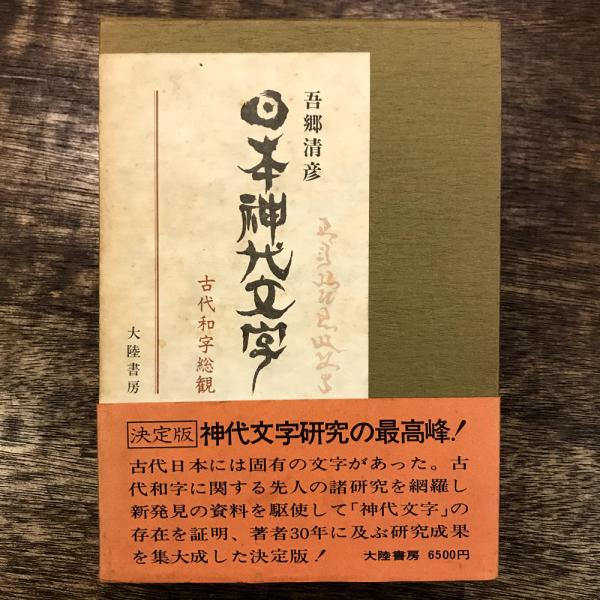 吾郷清彦
日本神代文字
古代和字総観
大陸書房
決定版 神代文字研究の最高峰!
古代日本には固有の文字があった。古
代和字に関する先人の諸研究を網羅し
新発見の資料を駆使して「神代文字」の
存在を証明、著者30年に及ぶ研究成果
を集大成した決定版! 大陸書房 6500円